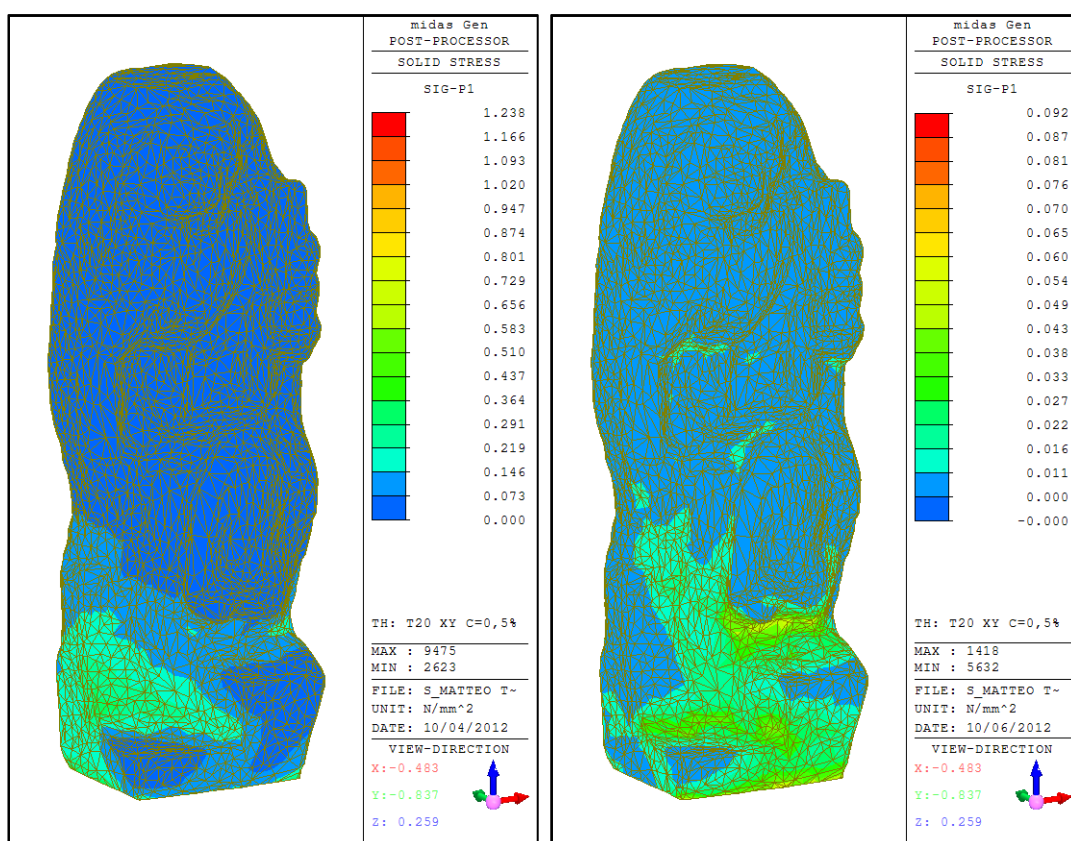 midas Gen
POST-PROCESSOR
SOLID STRESS
SIG-P1
1.238
1.166
1.093
1.020
0.947
0.874
0.801
0.729
0.656
0.583
0.510
0.437
0.364
0.291
0.219
0.146
0.073
0.000
TH: T20 XY C=0,5%
MAX : 9475
MIN : 2623
FILE: S_MATTEO T~
UNIT: N/mm^2
DATE: 10/04/2012
VIEW-DIRECTION
X:-0.483
Y:-0.837
Z: 0.259
midas Gen
POST-PROCESSOR
SOLID STRESS
SIG-P1
0.092
0.087
0.081
0.076
0.070
0.065
0.060
0.054
0.049
0.043
0.038
0.033
0.027
0.022
0.016
0.011
0.000
-0.000
TH: T20 XY C=0,5%
MAX : 1418
MIN : 5632
FILE: S_MATTEO T~
UNIT: N/mm^2
DATE: 10/06/2012
VIEW-DIRECTION
X:-0.483
Y:-0.837
Z: 0.259